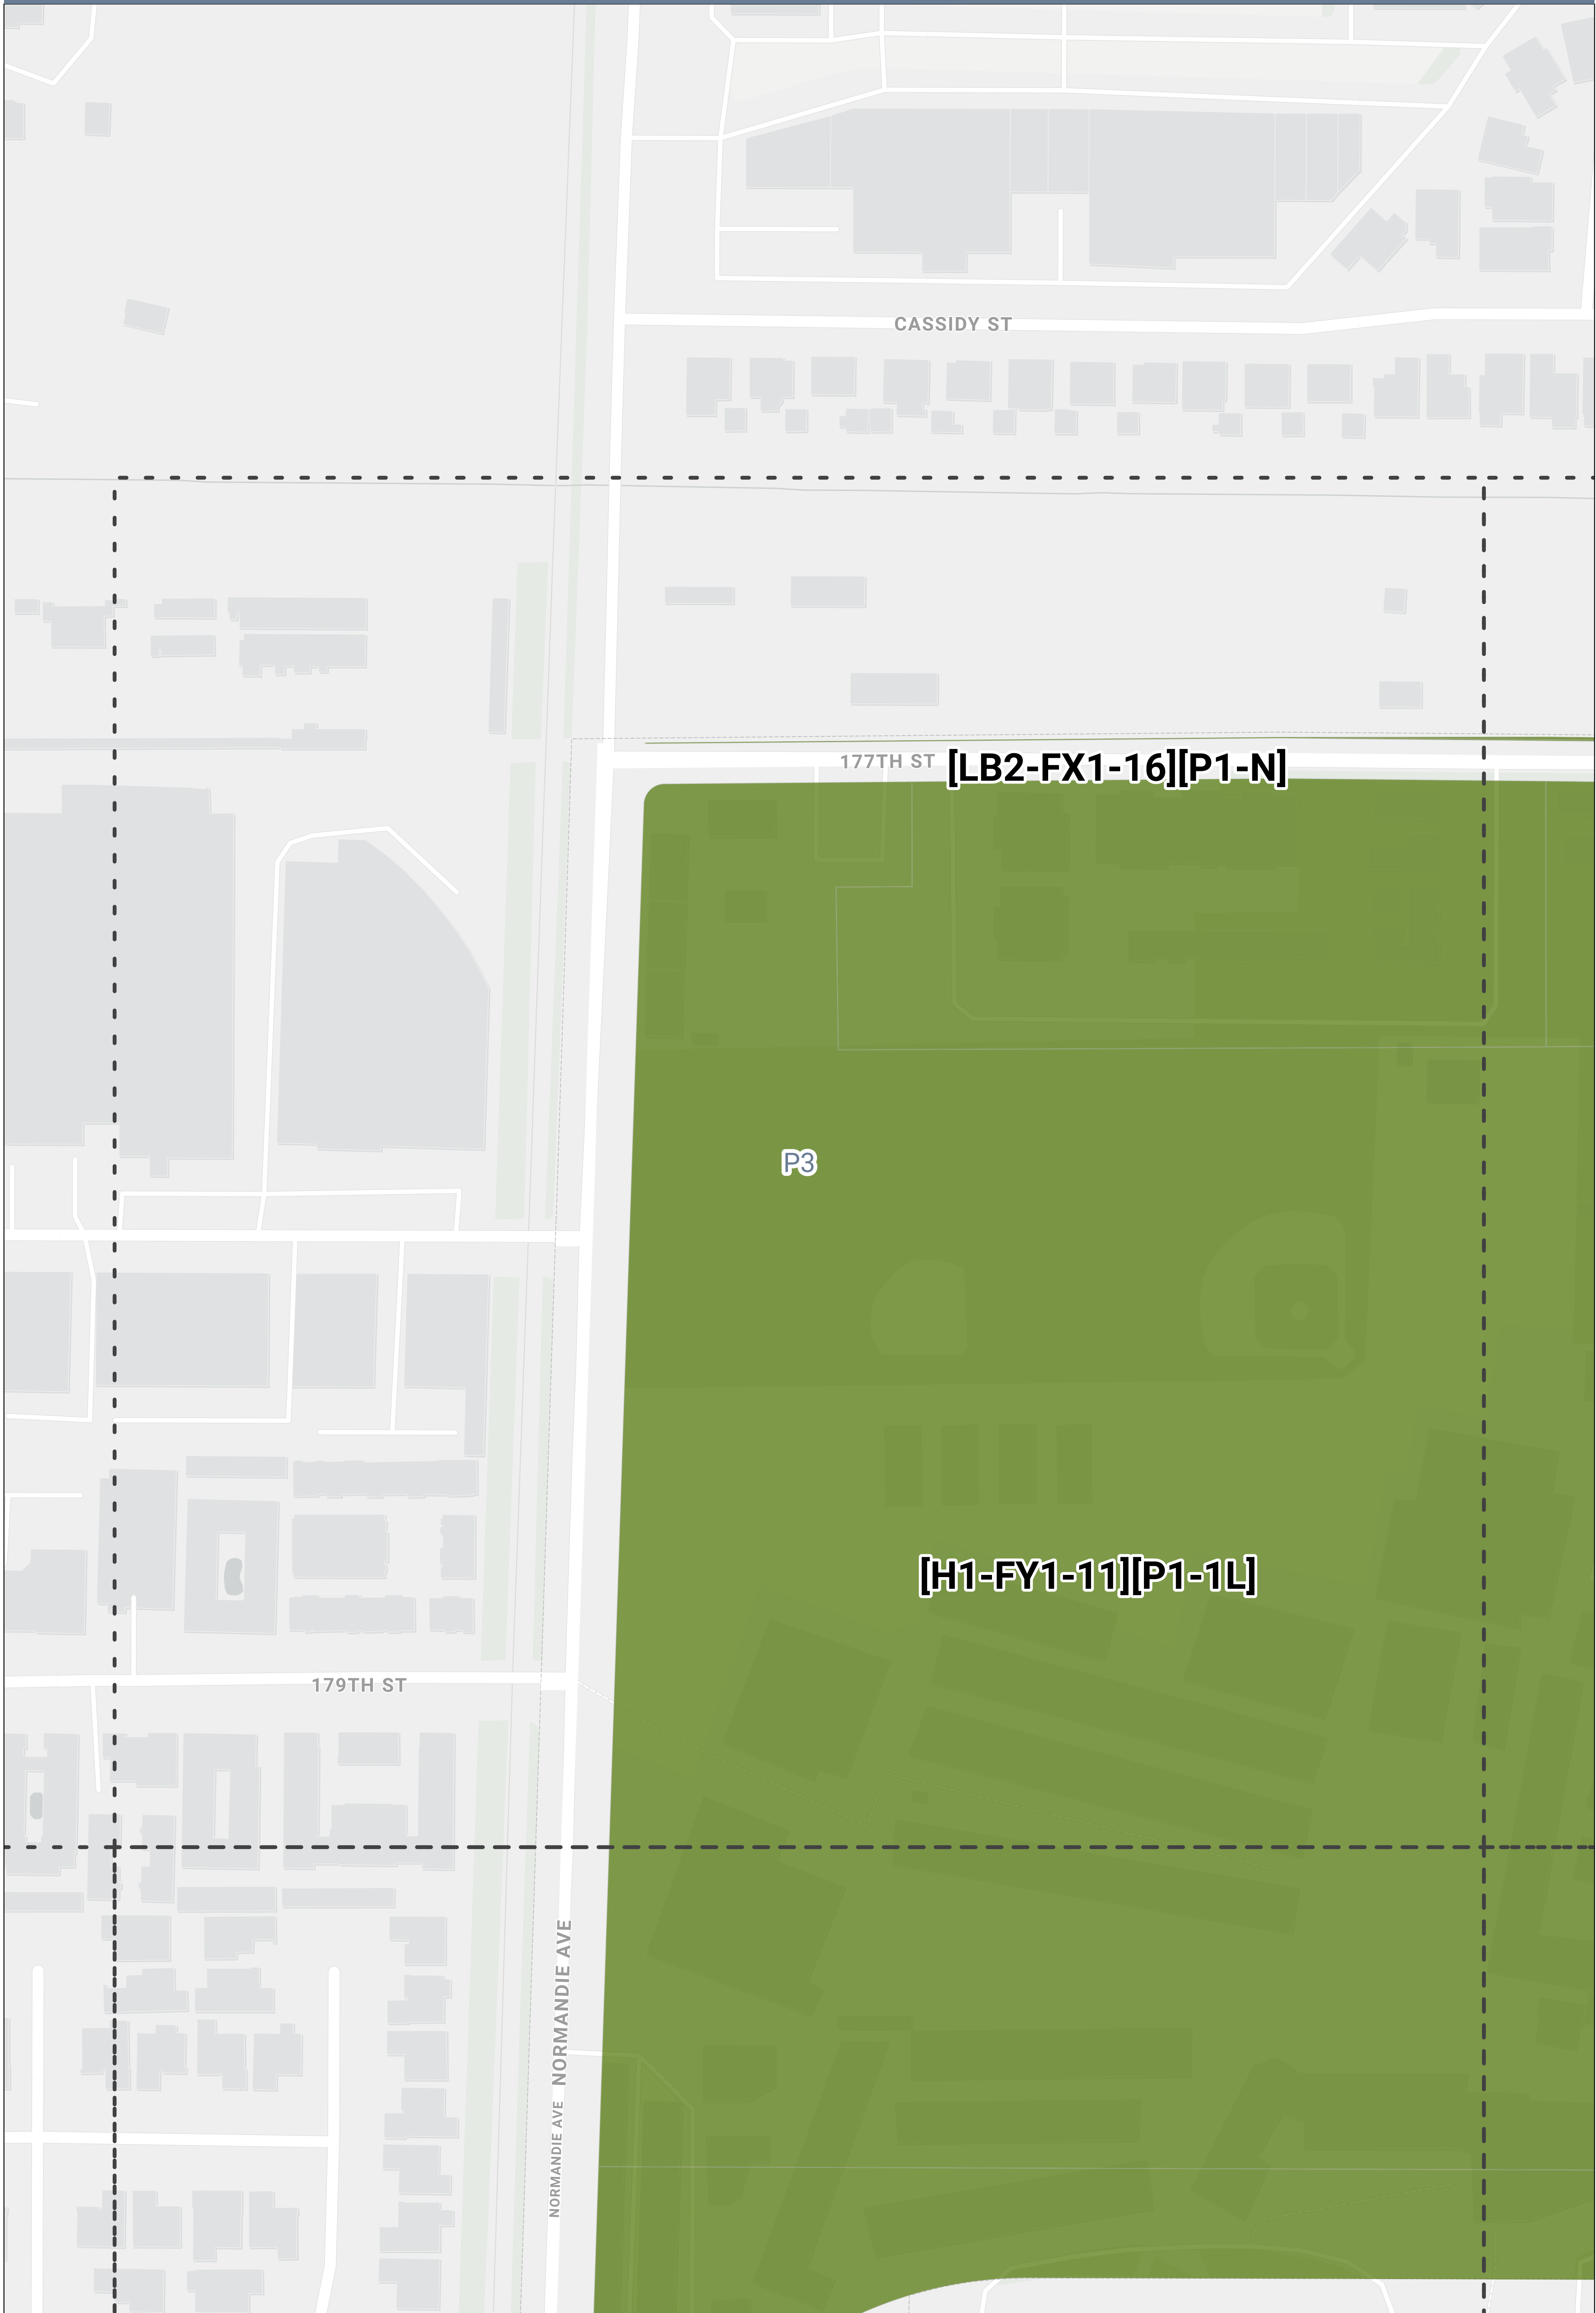 CASSIDY ST
177TH ST
[LB2-FX1-16][P1-N]
P3
[H1-FY1-11][P1-1L]
179TH ST
NORMANDIE AVE
NORMANDIE AVE